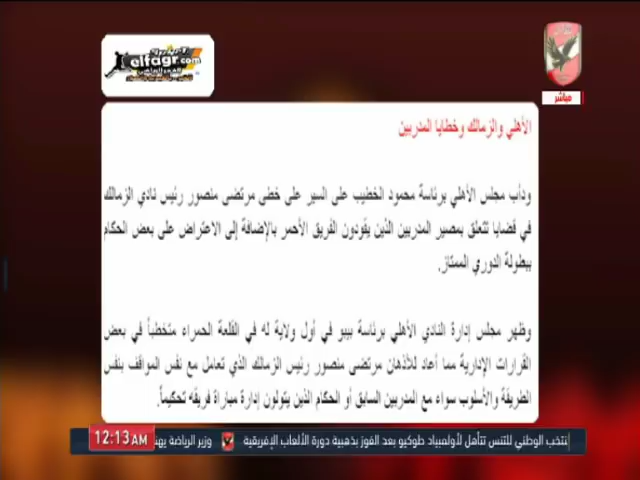 elfagr.com
مباشر
الأهلي والزمالك وخطايا المدربين
ودأب مجلس الأهلي برئاسة محمود الخطيب على السير على خطى مرتضى منصور رئيس نادي الزمالك
في قضايا تتعلق بمصير المدربين الذين يقودون الفريق الأحمر بالإضافة إلى الاعتراض على بعض الحكام
ببطولة الدوري الممتاز.
وظهر مجلس إدارة النادي الأهلي برئاسة بيبر في أول ولاية له في القلعة الحمراء متخبطاً في بعض
القرارات الإدارية مما أعاد للأذهان مرتضى منصور رئيس الزمالك الذي تعامل مع نفس المواقف بنفس
الطريقة والأسلوب سواء مع المدربين السابق أو الحكام الذين يتولون إدارة مباراة فريقه تحكيمياً.
12:13 AM
منتخب الوطني للتنس تتأهل لأولمبياد طوكيو بعد الفوز بذهبية دورة الألعاب الإفريقية وزير الرياضة